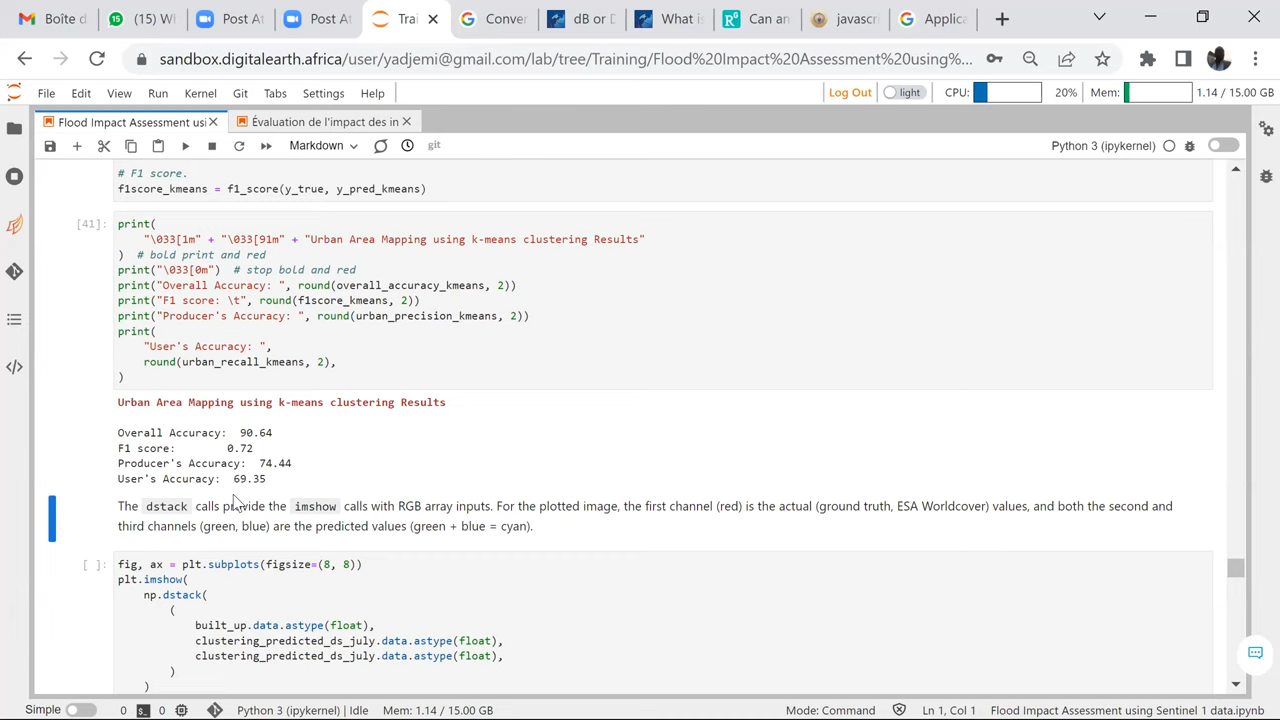 Boîte d
(15) W
Post At
Post At
Trai
Conver
dB or D
What is
Can an
javascr
Applica
sandbox.digitalearth.africa/user/yadjemi@gmail.com/lab/tree/Training/Flood%20Impact%20Assessment%20using%...
File Edit View Run Kernel Git Tabs Settings Help
Log Out light CPU: 20% Mem: 1.14 / 15.00 GB
Flood Impact Assessment usi
Évaluation de l'impact des in
Markdown
git
Python 3 (ipykernel)
# F1 score.
f1score_kmeans = f1_score(y_true, y_pred_kmeans)
[41]:
print(
"\033[1m" + "\033[91m" + "Urban Area Mapping using k-means clustering Results"
) # bold print and red
print("\033[0m") # stop bold and red
print("Overall Accuracy: ", round(overall_accuracy_kmeans, 2))
print("F1 score: \t", round(f1score_kmeans, 2))
print("Producer's Accuracy: ", round(urban_precision_kmeans, 2))
print(
"User's Accuracy: ",
round(urban_recall_kmeans, 2),
)
Urban Area Mapping using k-means clustering Results
Overall Accuracy: 90.64
F1 score: 0.72
Producer's Accuracy: 74.44
User's Accuracy: 69.35
The dstack calls provide the imshow calls with RGB array inputs. For the plotted image, the first channel (red) is the actual (ground truth, ESA Worldcover) values, and both the second and
third channels (green, blue) are the predicted values (green + blue = cyan).
[ ]:
fig, ax = plt.subplots(figsize=(8, 8))
plt.imshow(
np.dstack(
(
built_up.data.astype(float),
clustering_predicted_ds_july.data.astype(float),
clustering_predicted_ds_july.data.astype(float),
)
)
Simple 0 0 Python 3 (ipykernel) | Idle Mem: 1.14 / 15.00 GB Mode: Command Ln 1, Col 1 Flood Impact Assessment using Sentinel 1 data.ipynb